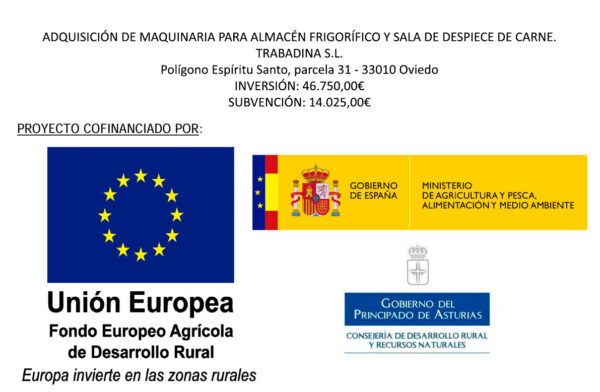 ADQUISICIÓN DE MAQUINARIA PARA ALMACÉN FRIGORÍFICO Y SALA DE DESPIECE DE CARNE.
TRABADINA S.L.
Polígono Espíritu Santo, parcela 31 - 33010 Oviedo
INVERSIÓN: 46.750,00€
SUBVENCIÓN: 14.025,00€
PROYECTO COFINANCIADO POR:
GOBIERNO
DE ESPAÑA
MINISTERIO
DE AGRICULTURA Y PESCA,
ALIMENTACIÓN Y MEDIO AMBIENTE
Unión Europea
Fondo Europeo Agrícola
de Desarrollo Rural
Europa invierte en las zonas rurales
GOBIERNO DEL
PRINCIPADO DE ASTURIAS
CONSEJERÍA DE DESARROLLO RURAL
Y RECURSOS NATURALES